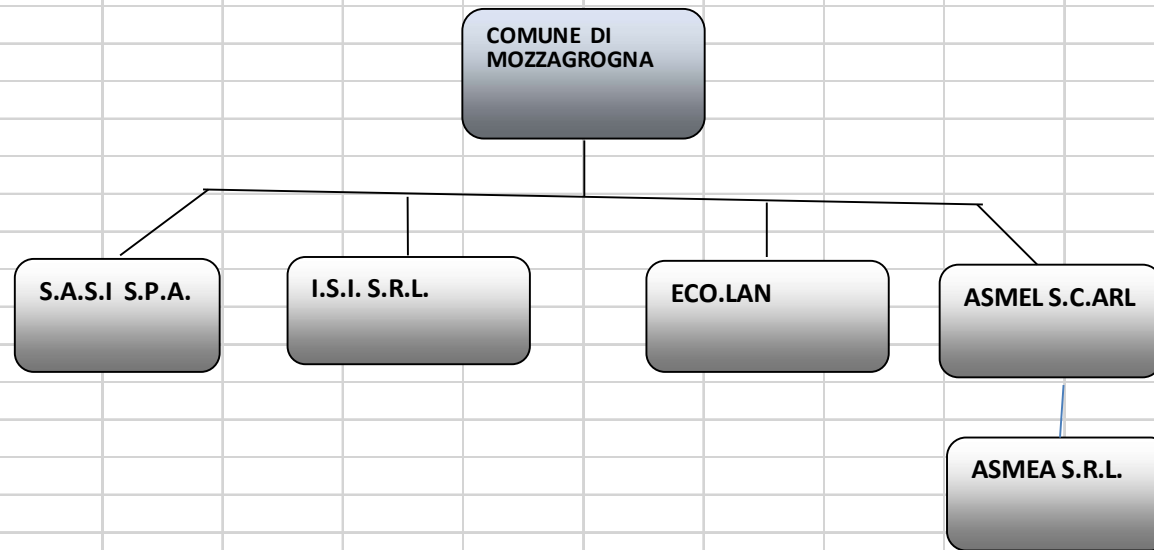 COMUNE DI
MOZZAGROGNA
S.A.S.I S.P.A.
I.S.I. S.R.L.
ECO.LAN
ASMEL S.C.ARL
ASMEA S.R.L.